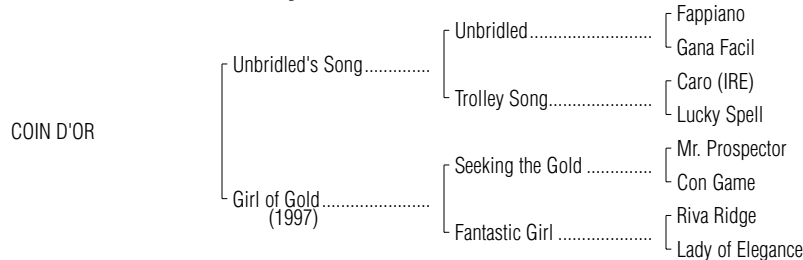 Fappiano
Unbridled..............................
Gana Facil
Unbridled's Song..............
Caro (IRE)
Trolley Song.........................
Lucky Spell
COIN D'OR
Mr. Prospector
Seeking the Gold ................
Con Game
Girl of Gold..........................
(1997)
Riva Ridge
Fantastic Girl .......................
Lady of Elegance